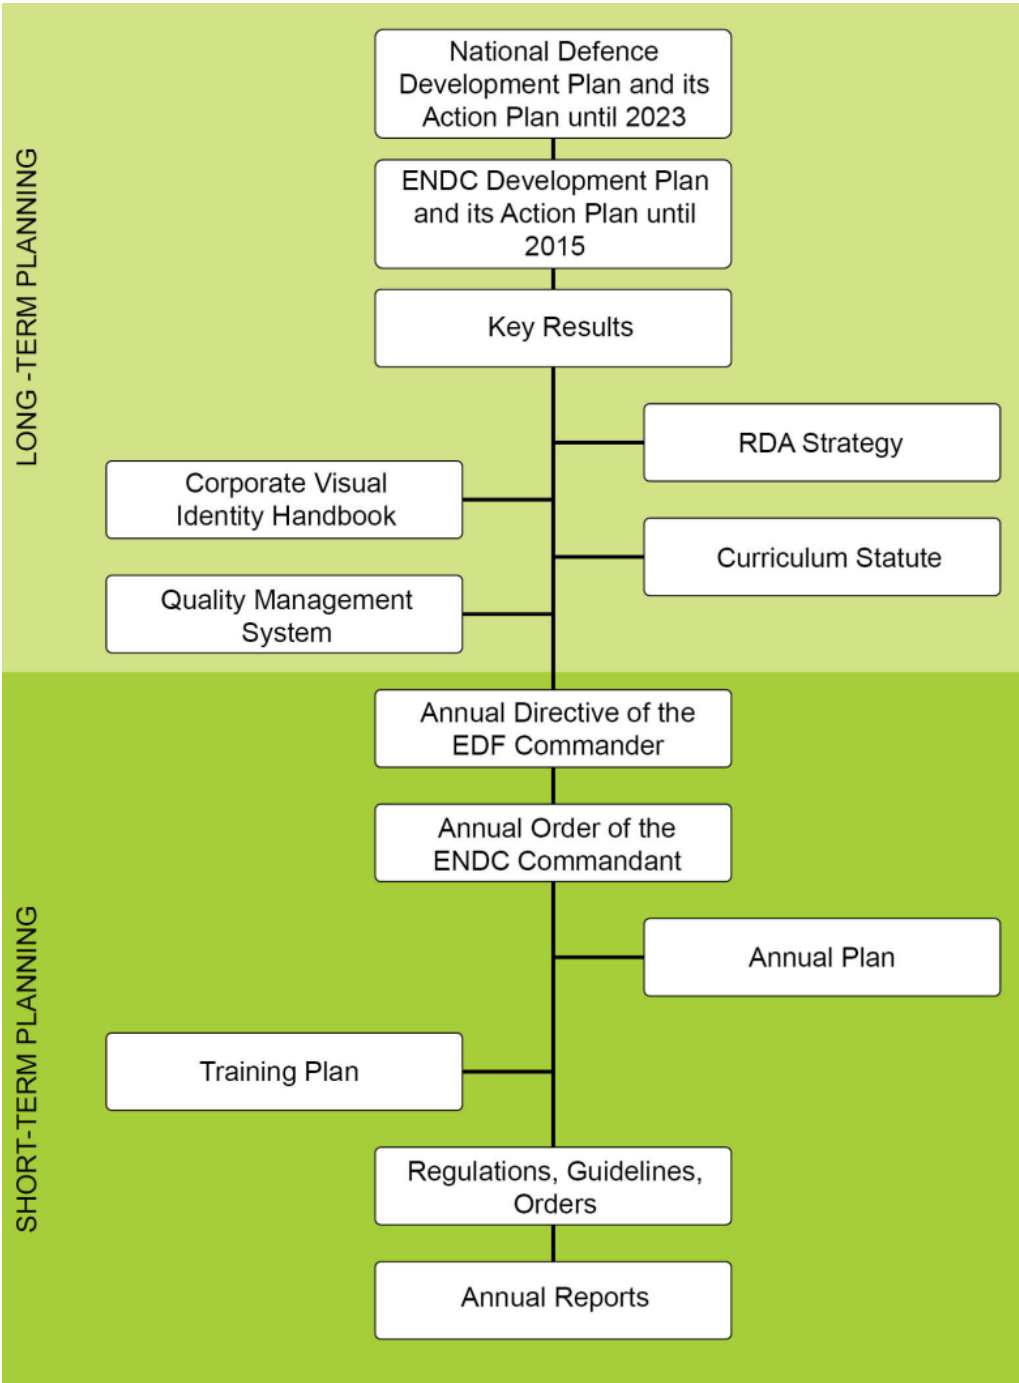 National Defence
Development Plan and its
Action Plan until 2023
ENDC Development Plan
and its Action Plan until
2015
Key Results
LONG -TERM PLANNING
RDA Strategy
Corporate Visual
Identity Handbook
Curriculum Statute
Quality Management
System
Annual Directive of the
EDF Commander
Annual Order of the
ENDC Commandant
SHORT-TERM PLANNING
Annual Plan
Training Plan
Regulations, Guidelines,
Orders
Annual Reports